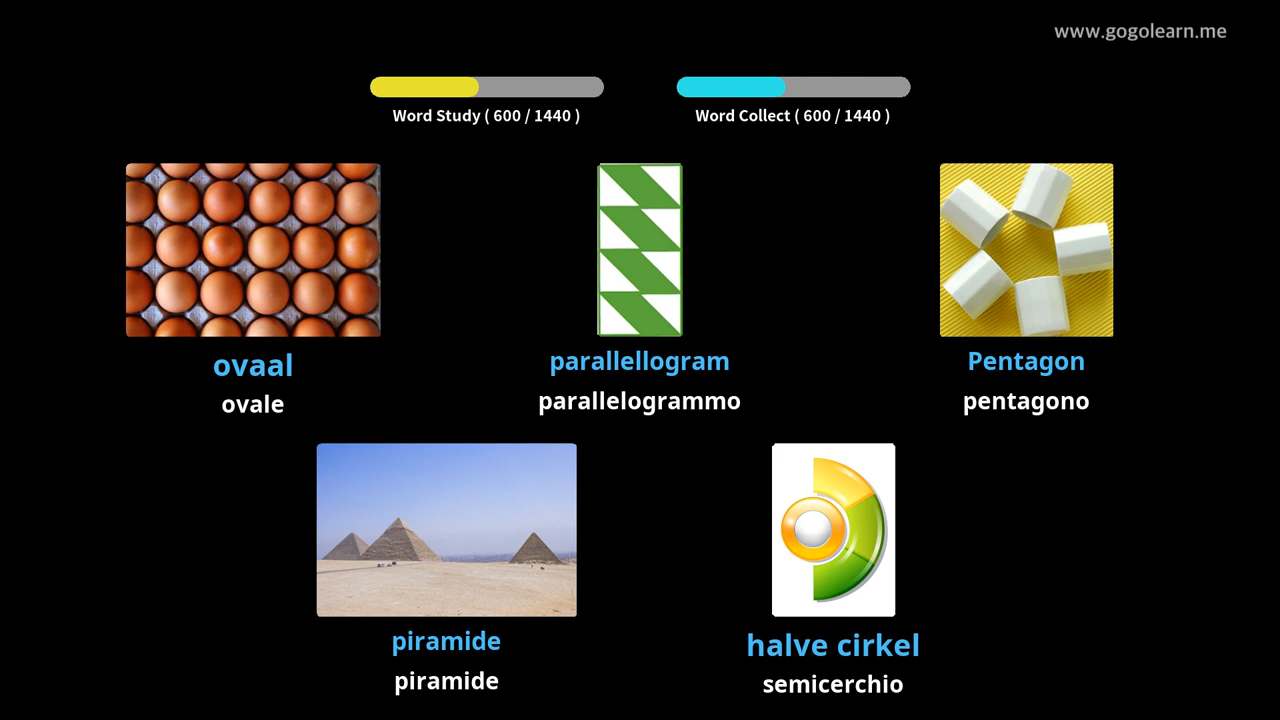 www.gogolearn.me
Word Study ( 600 / 1440 )
Word Collect ( 600 / 1440 )
ovaal
ovale
parallellogram
parallelogrammo
Pentagon
pentagono
piramide
piramide
halve cirkel
semicerchio